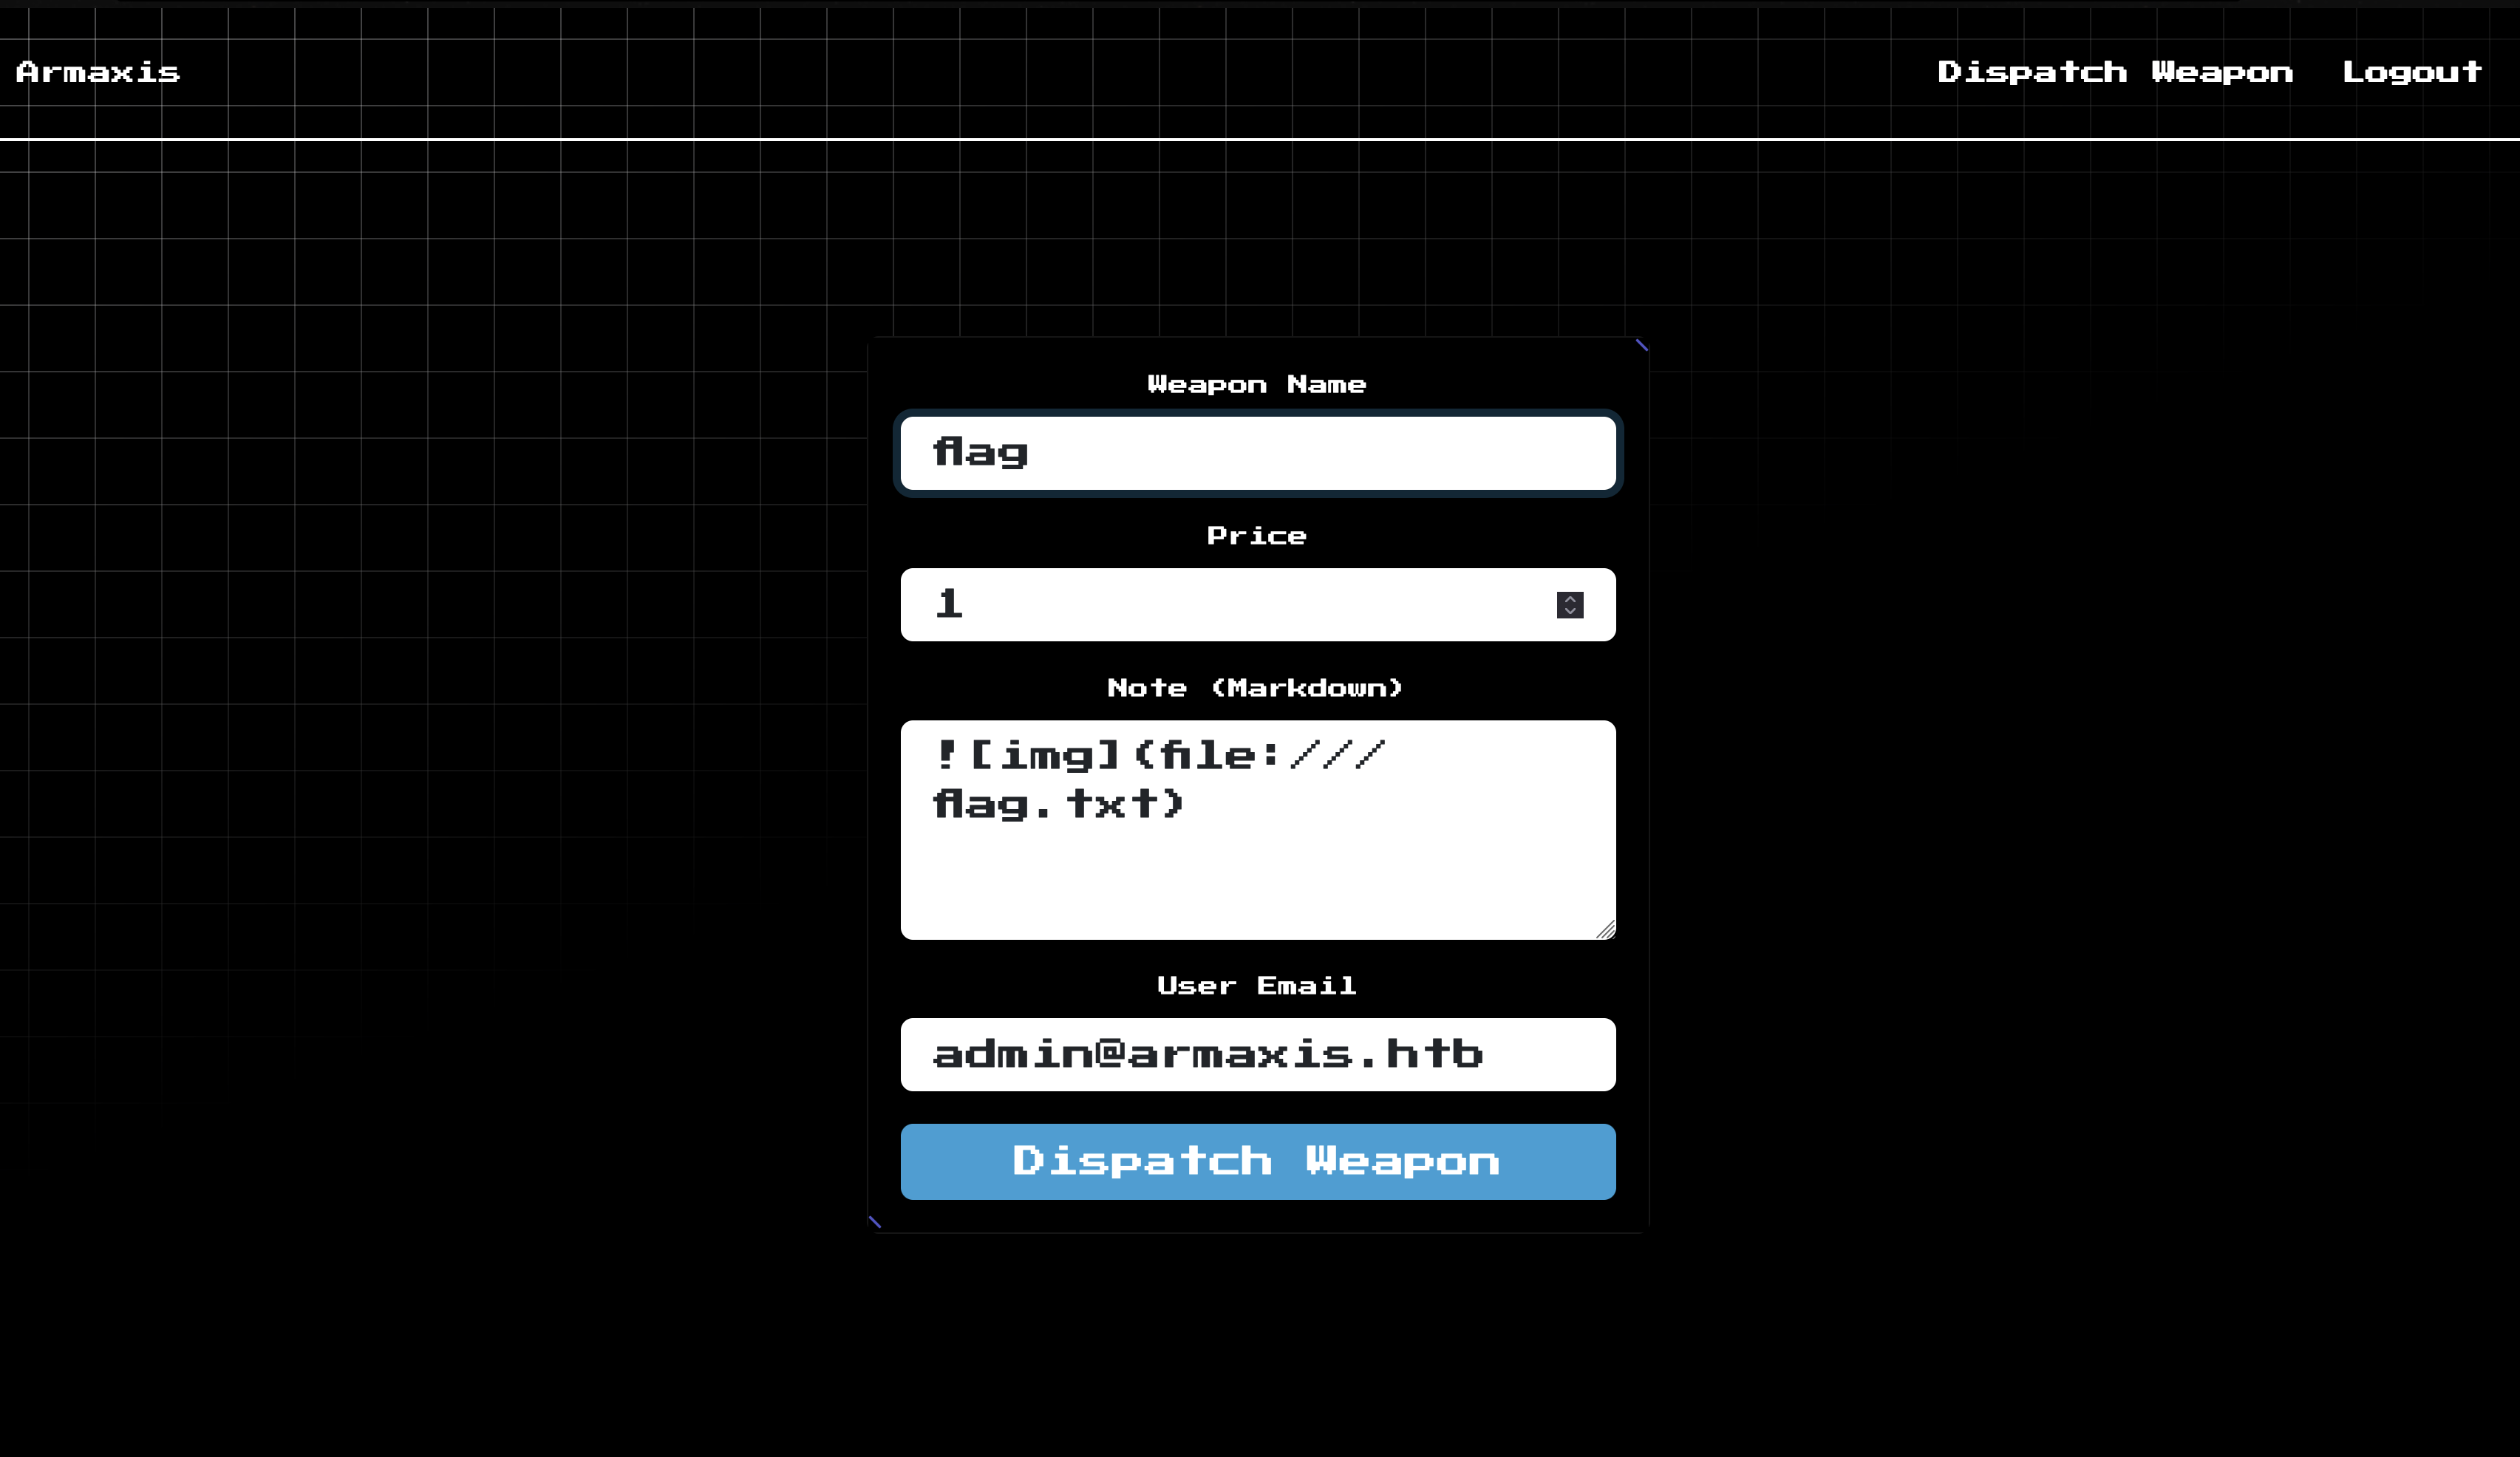 Armaxis
Dispatch Weapon Logout
Weapon Name
flag
Price
1
Note (Markdown)
![img](file:///
flag.txt)
User Email
admin@armaxis.htb
Dispatch Weapon